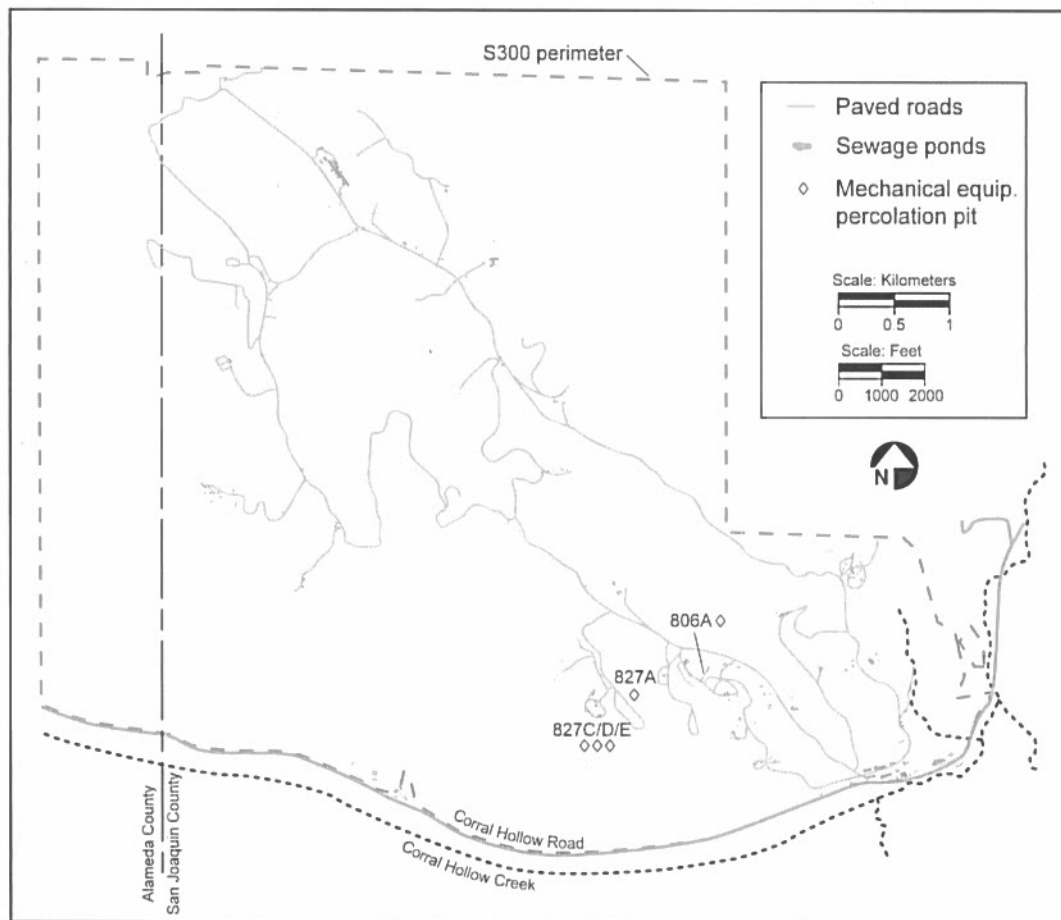 S300 perimeter
Paved roads
Sewage ponds
Mechanical equip.
percolation pit
Scale: Kilometers
0 0.5 1
Scale: Feet
0 1000 2000
N
806A
827A
827C/D/E
Alameda County
San Joaquin County
Corral Hollow Road
Corral Hollow Creek